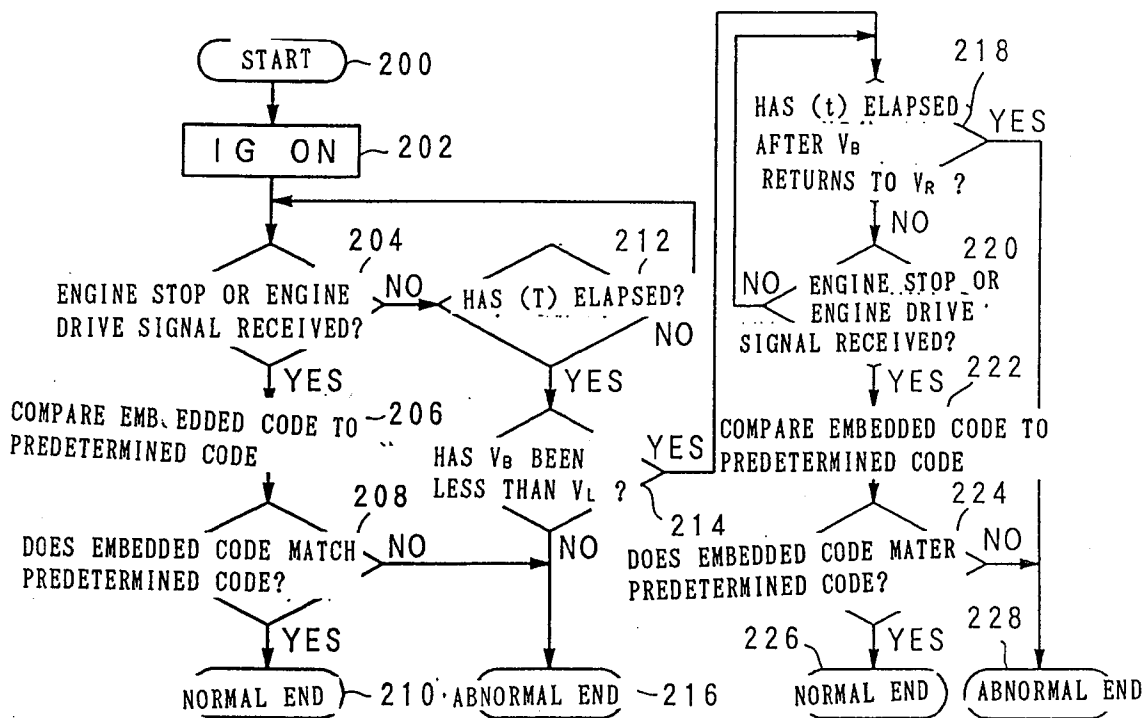 START
200
IG ON
202
204
ENGINE STOP OR ENGINE
DRIVE SIGNAL RECEIVED?
NO
YES
212
HAS (T) ELAPSED?
NO
YES
COMPARE EMBEDDED CODE TO
PREDETERMINED CODE
206
HAS VB BEEN
LESS THAN VL ?
YES
214
NO
208
DOES EMBEDDED CODE MATCH
PREDETERMINED CODE?
NO
YES
NORMAL END
210
ABNORMAL END
216
218
HAS (t) ELAPSED
AFTER VB
RETURNS TO VR ?
YES
NO
220
ENGINE STOP OR
ENGINE DRIVE
SIGNAL RECEIVED?
NO
YES
222
COMPARE EMBEDDED CODE TO
PREDETERMINED CODE
224
DOES EMBEDDED CODE MATER
PREDETERMINED CODE?
NO
YES
226
NORMAL END
228
ABNORMAL END